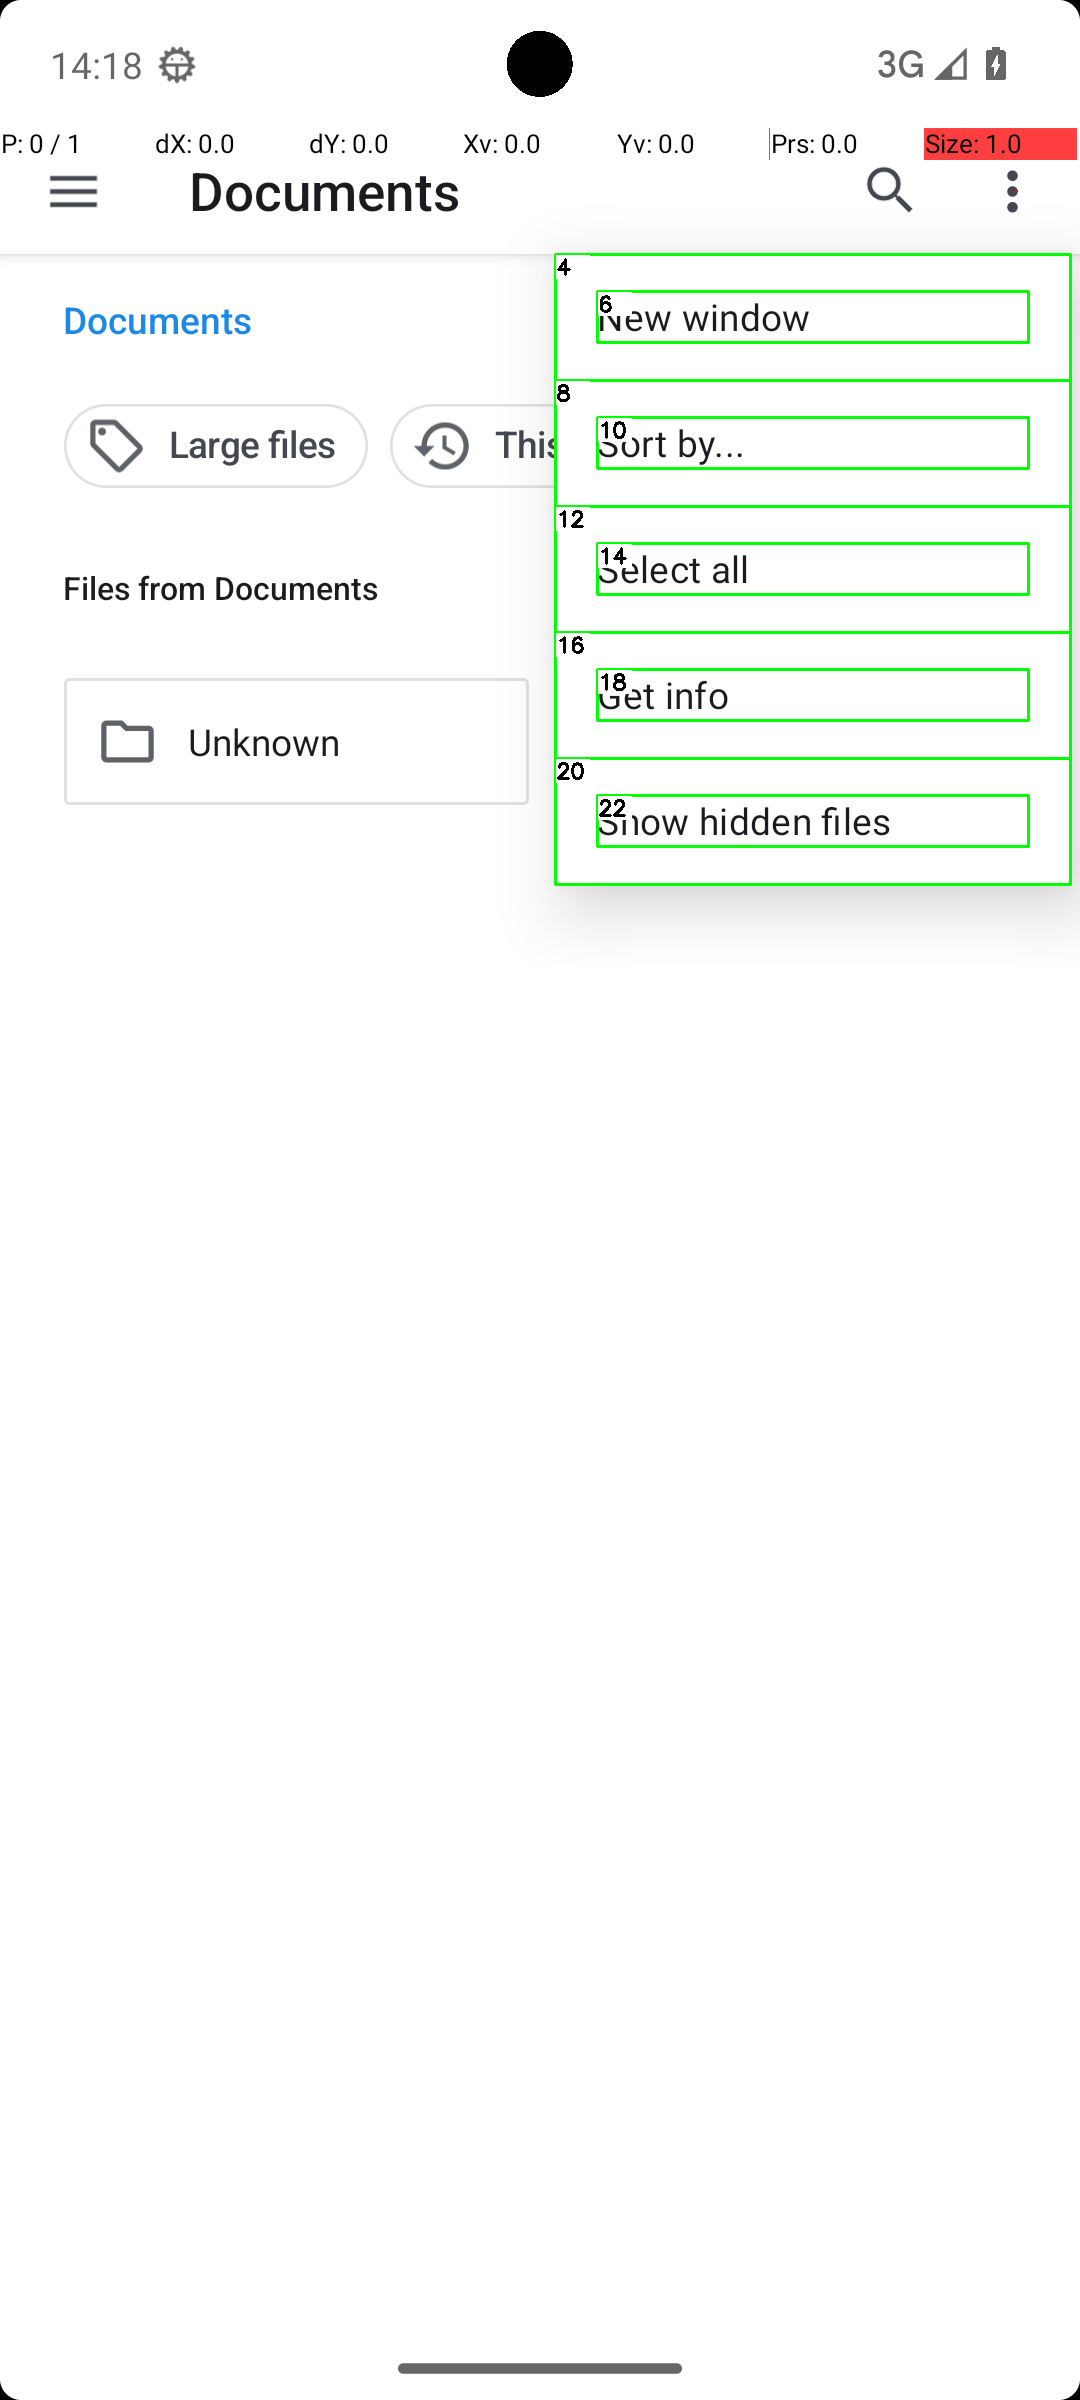 14:18
3G
P: 0 / 1 dX: 0.0 dY: 0.0 Xv: 0.0 Yv: 0.0 Prs: 0.0 Size: 1.0
Documents
Documents
4
6
New window
Large files
This
8
10
Sort by...
12
14
Select all
Files from Documents
16
18
Get info
Unknown
20
22
Show hidden files